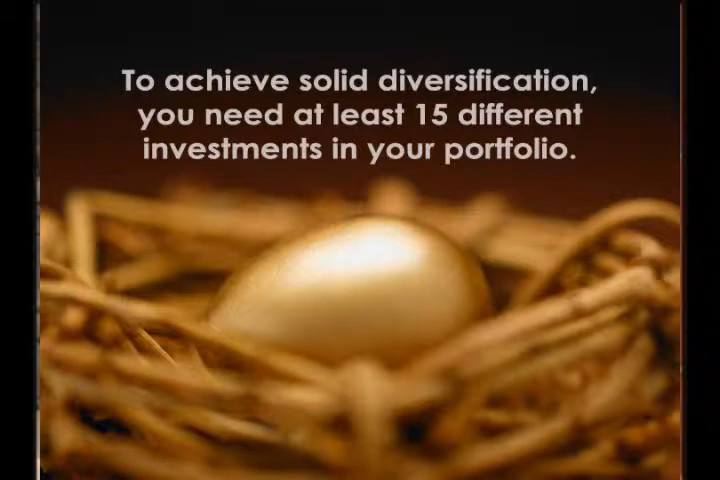 To achieve solid diversification,
you need at least 15 different
investments in your portfolio.